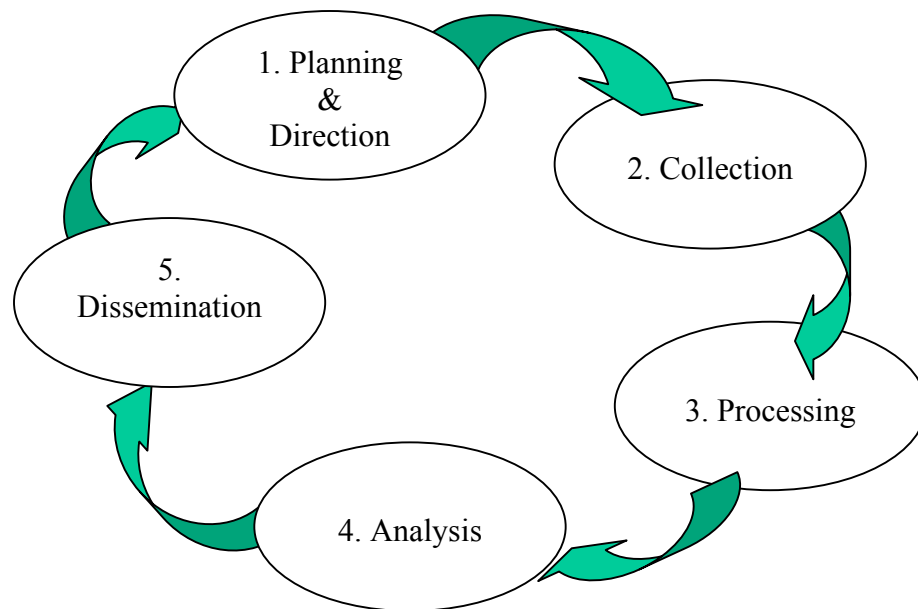 1. Planning
&
Direction
2. Collection
3. Processing
4. Analysis
5.
Dissemination